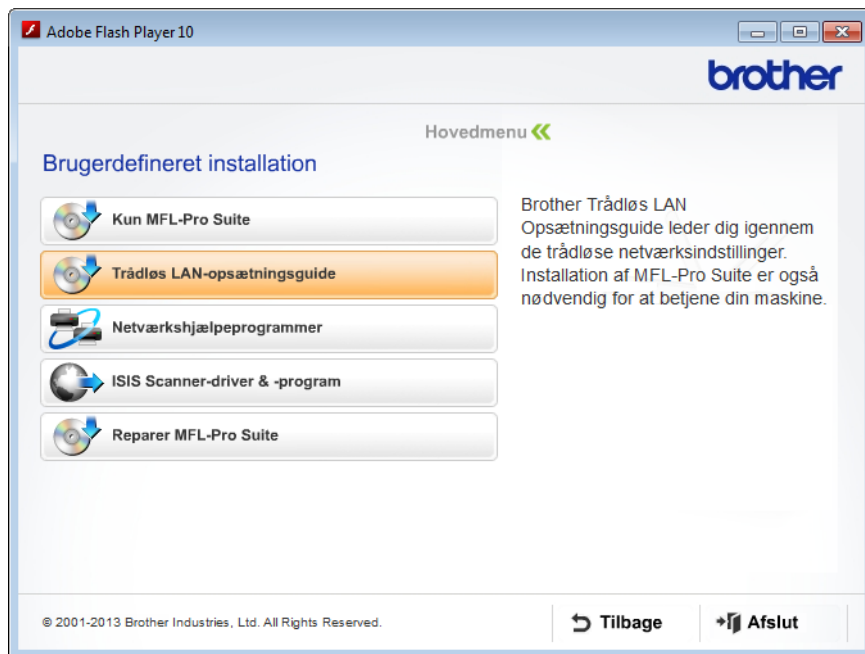 Adobe Flash Player 10
brother
Hovedmenu
Brugerdefineret installation
Kun MFL-Pro Suite
Trådløs LAN-opsætningsguide
Netværkshjælpeprogrammer
ISIS Scanner-driver & -program
Reparer MFL-Pro Suite
Brother Trådløs LAN
Opsætningsguide leder dig igennem
de trådløse netværksindstillinger.
Installation af MFL-Pro Suite er også
nødvendig for at betjene din maskine.
© 2001-2013 Brother Industries, Ltd. All Rights Reserved.
Tilbage
Afslut